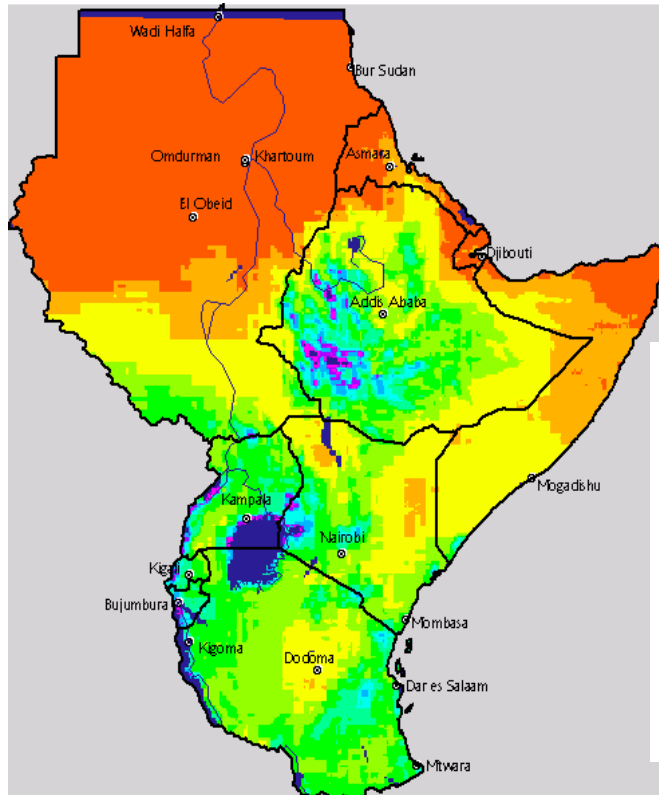 Wadi Halfa
Bur Sudan
Omdurman
Khartoum
Asmara
El Obeid
Djibouti
Addis Ababa
Mogadishu
Kampala
Nairobi
Kigali
Bujumbura
Mombasa
Kigoma
Dodoma
Dar es Salaam
Mtwara